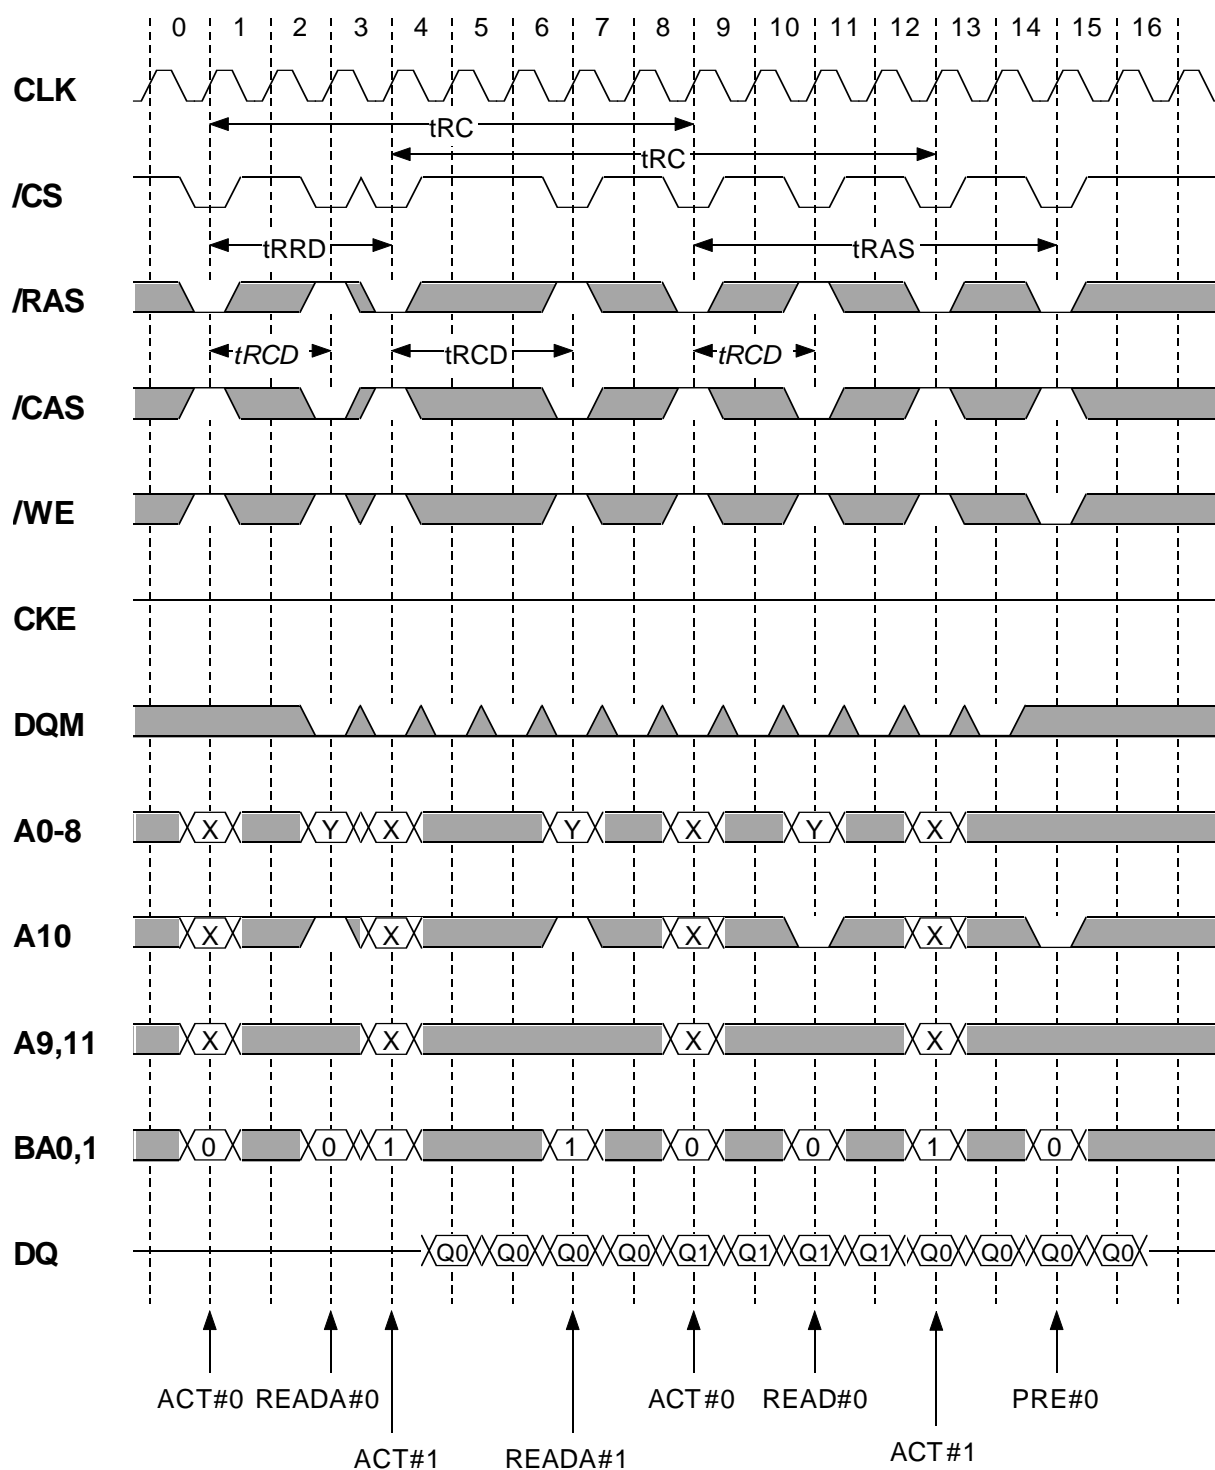 0 1 2 3 4 5 6 7 8 9 10 11 12 13 14 15 16
CLK
tRC
tRC
/CS
tRRD tRAS
/RAS
tRCD tRCD tRCD
/CAS
/WE
CKE
DQM
A0-8 X Y X Y X Y X
A10 X X X X
A9,11 X X X X
BA0,1 0 0 1 1 0 0 1 0
DQ Q0 Q0 Q0 Q0 Q1 Q1 Q1 Q1 Q0 Q0 Q0 Q0
ACT#0 READA#0 ACT#0 READ#0 PRE#0
ACT#1 READA#1 ACT#1